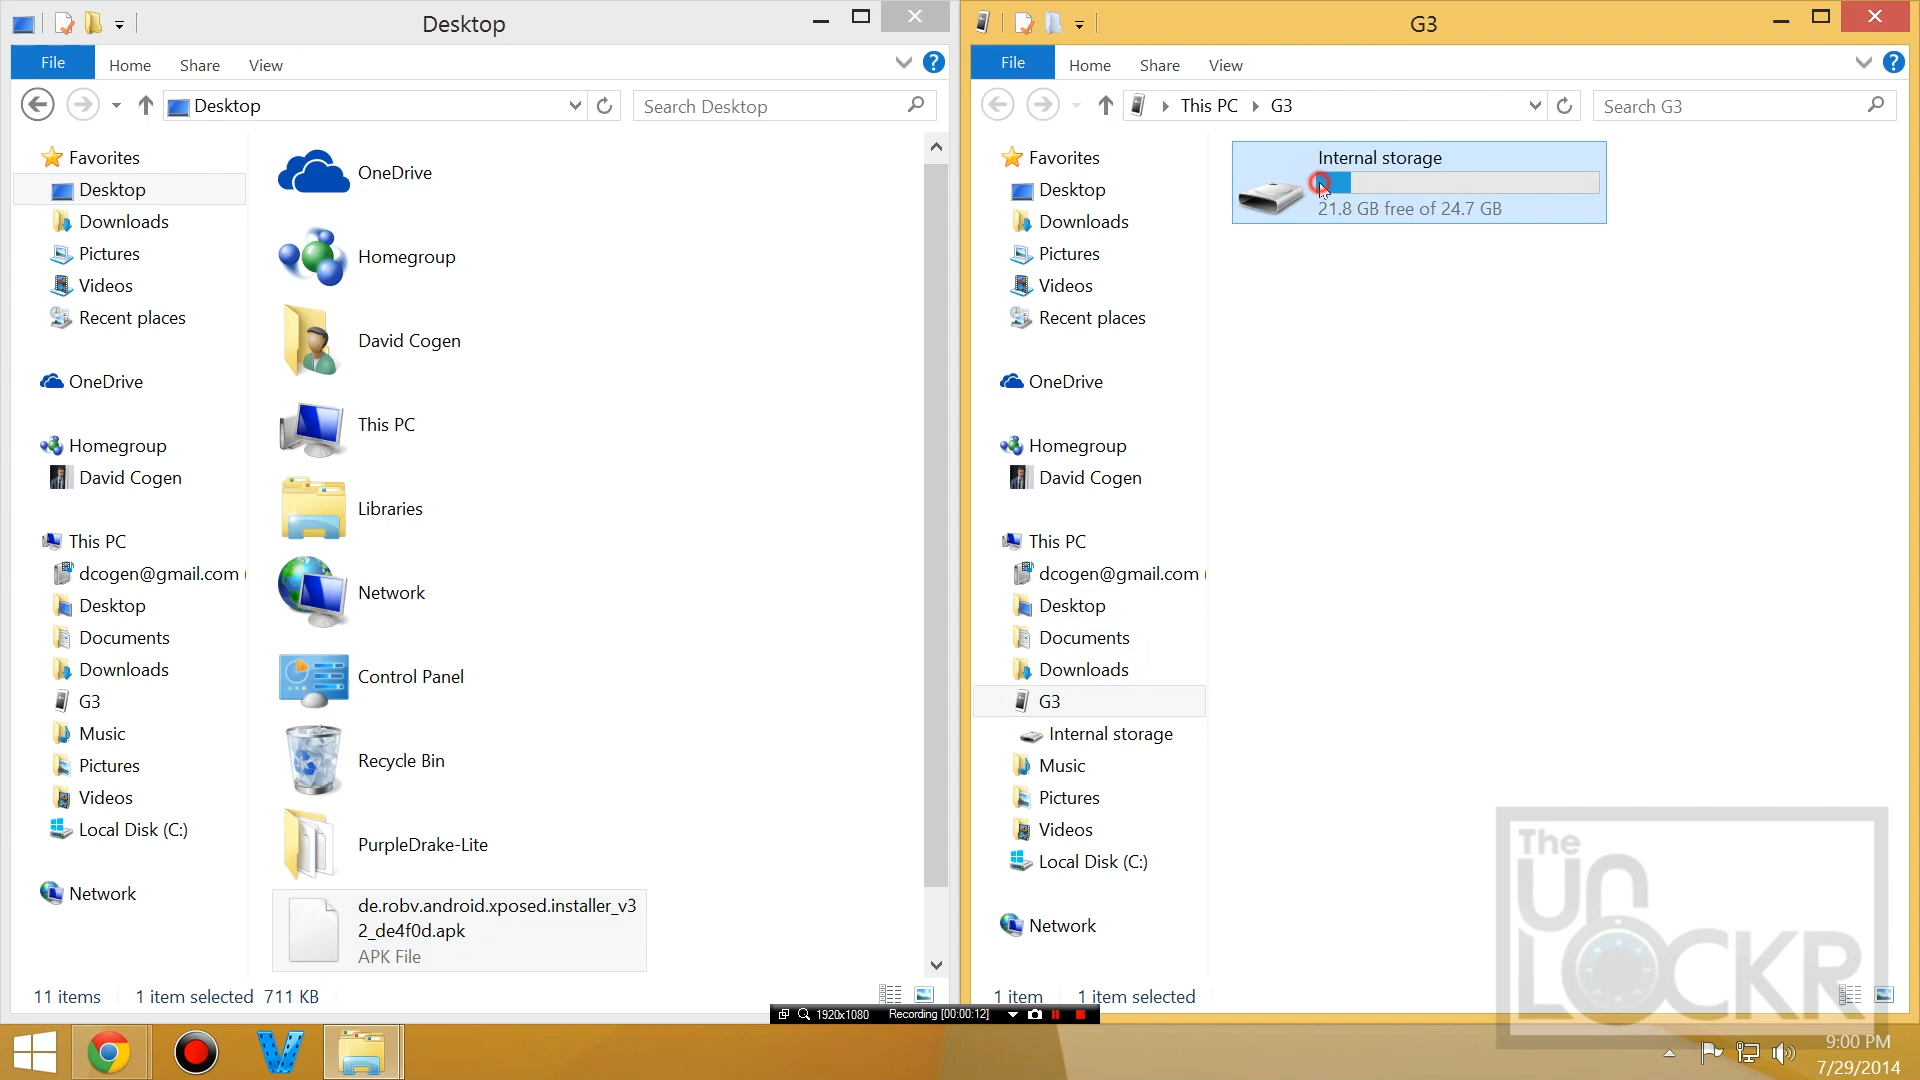 Desktop
File
Home
Share
View
Desktop
Search Desktop
Favorites
Desktop
Downloads
Pictures
Videos
Recent places
OneDrive
Homegroup
David Cogen
This PC
dcogen@gmail.com (
Desktop
Documents
Downloads
G3
Music
Pictures
Videos
Local Disk (C:)
Network
OneDrive
Homegroup
David Cogen
This PC
Libraries
Network
Control Panel
Recycle Bin
PurpleDrake-Lite
de.robv.android.xposed.installer_v3
2_de4f0d.apk
APK File
11 items
1 item selected 711 KB
G3
File
Home
Share
View
This PC
G3
Search G3
Favorites
Desktop
Downloads
Pictures
Videos
Recent places
OneDrive
Homegroup
David Cogen
This PC
dcogen@gmail.com (
Desktop
Documents
Downloads
G3
Internal storage
Music
Pictures
Videos
Local Disk (C:)
Network
Internal storage
21.8 GB free of 24.7 GB
1 item
1 item selected
The
UN
LOCKR
1920x1080
Recording [00:00:12]
9:00 PM
7/29/2014